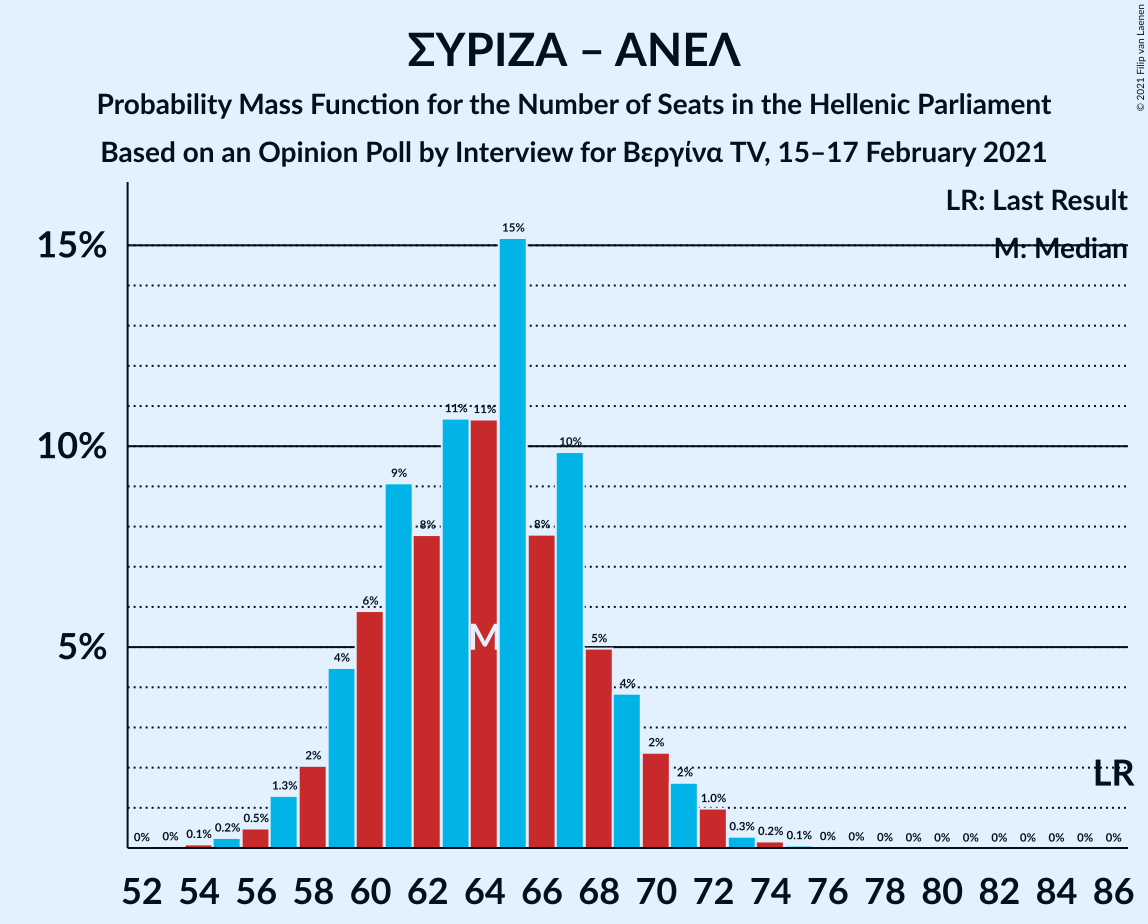 ΣΥΡΙΖΑ – ΑΝΕΛ
Probability Mass Function for the Number of Seats in the Hellenic Parliament
Based on an Opinion Poll by Interview for Βεργίνα TV, 15–17 February 2021
© 2021 Filip van Laenen
LR: Last Result
M: Median
15%
10%
5%
0% 0% 0.1% 0.2% 0.5% 1.3% 2% 4% 6% 9% 8% 11% 11% 15% 8% 10% 5% 4% 2% 2% 1.0% 0.3% 0.2% 0.1% 0% 0% 0% 0% 0% 0% 0% 0% 0% 0% 0%
M
LR
52 54 56 58 60 62 64 66 68 70 72 74 76 78 80 82 84 86